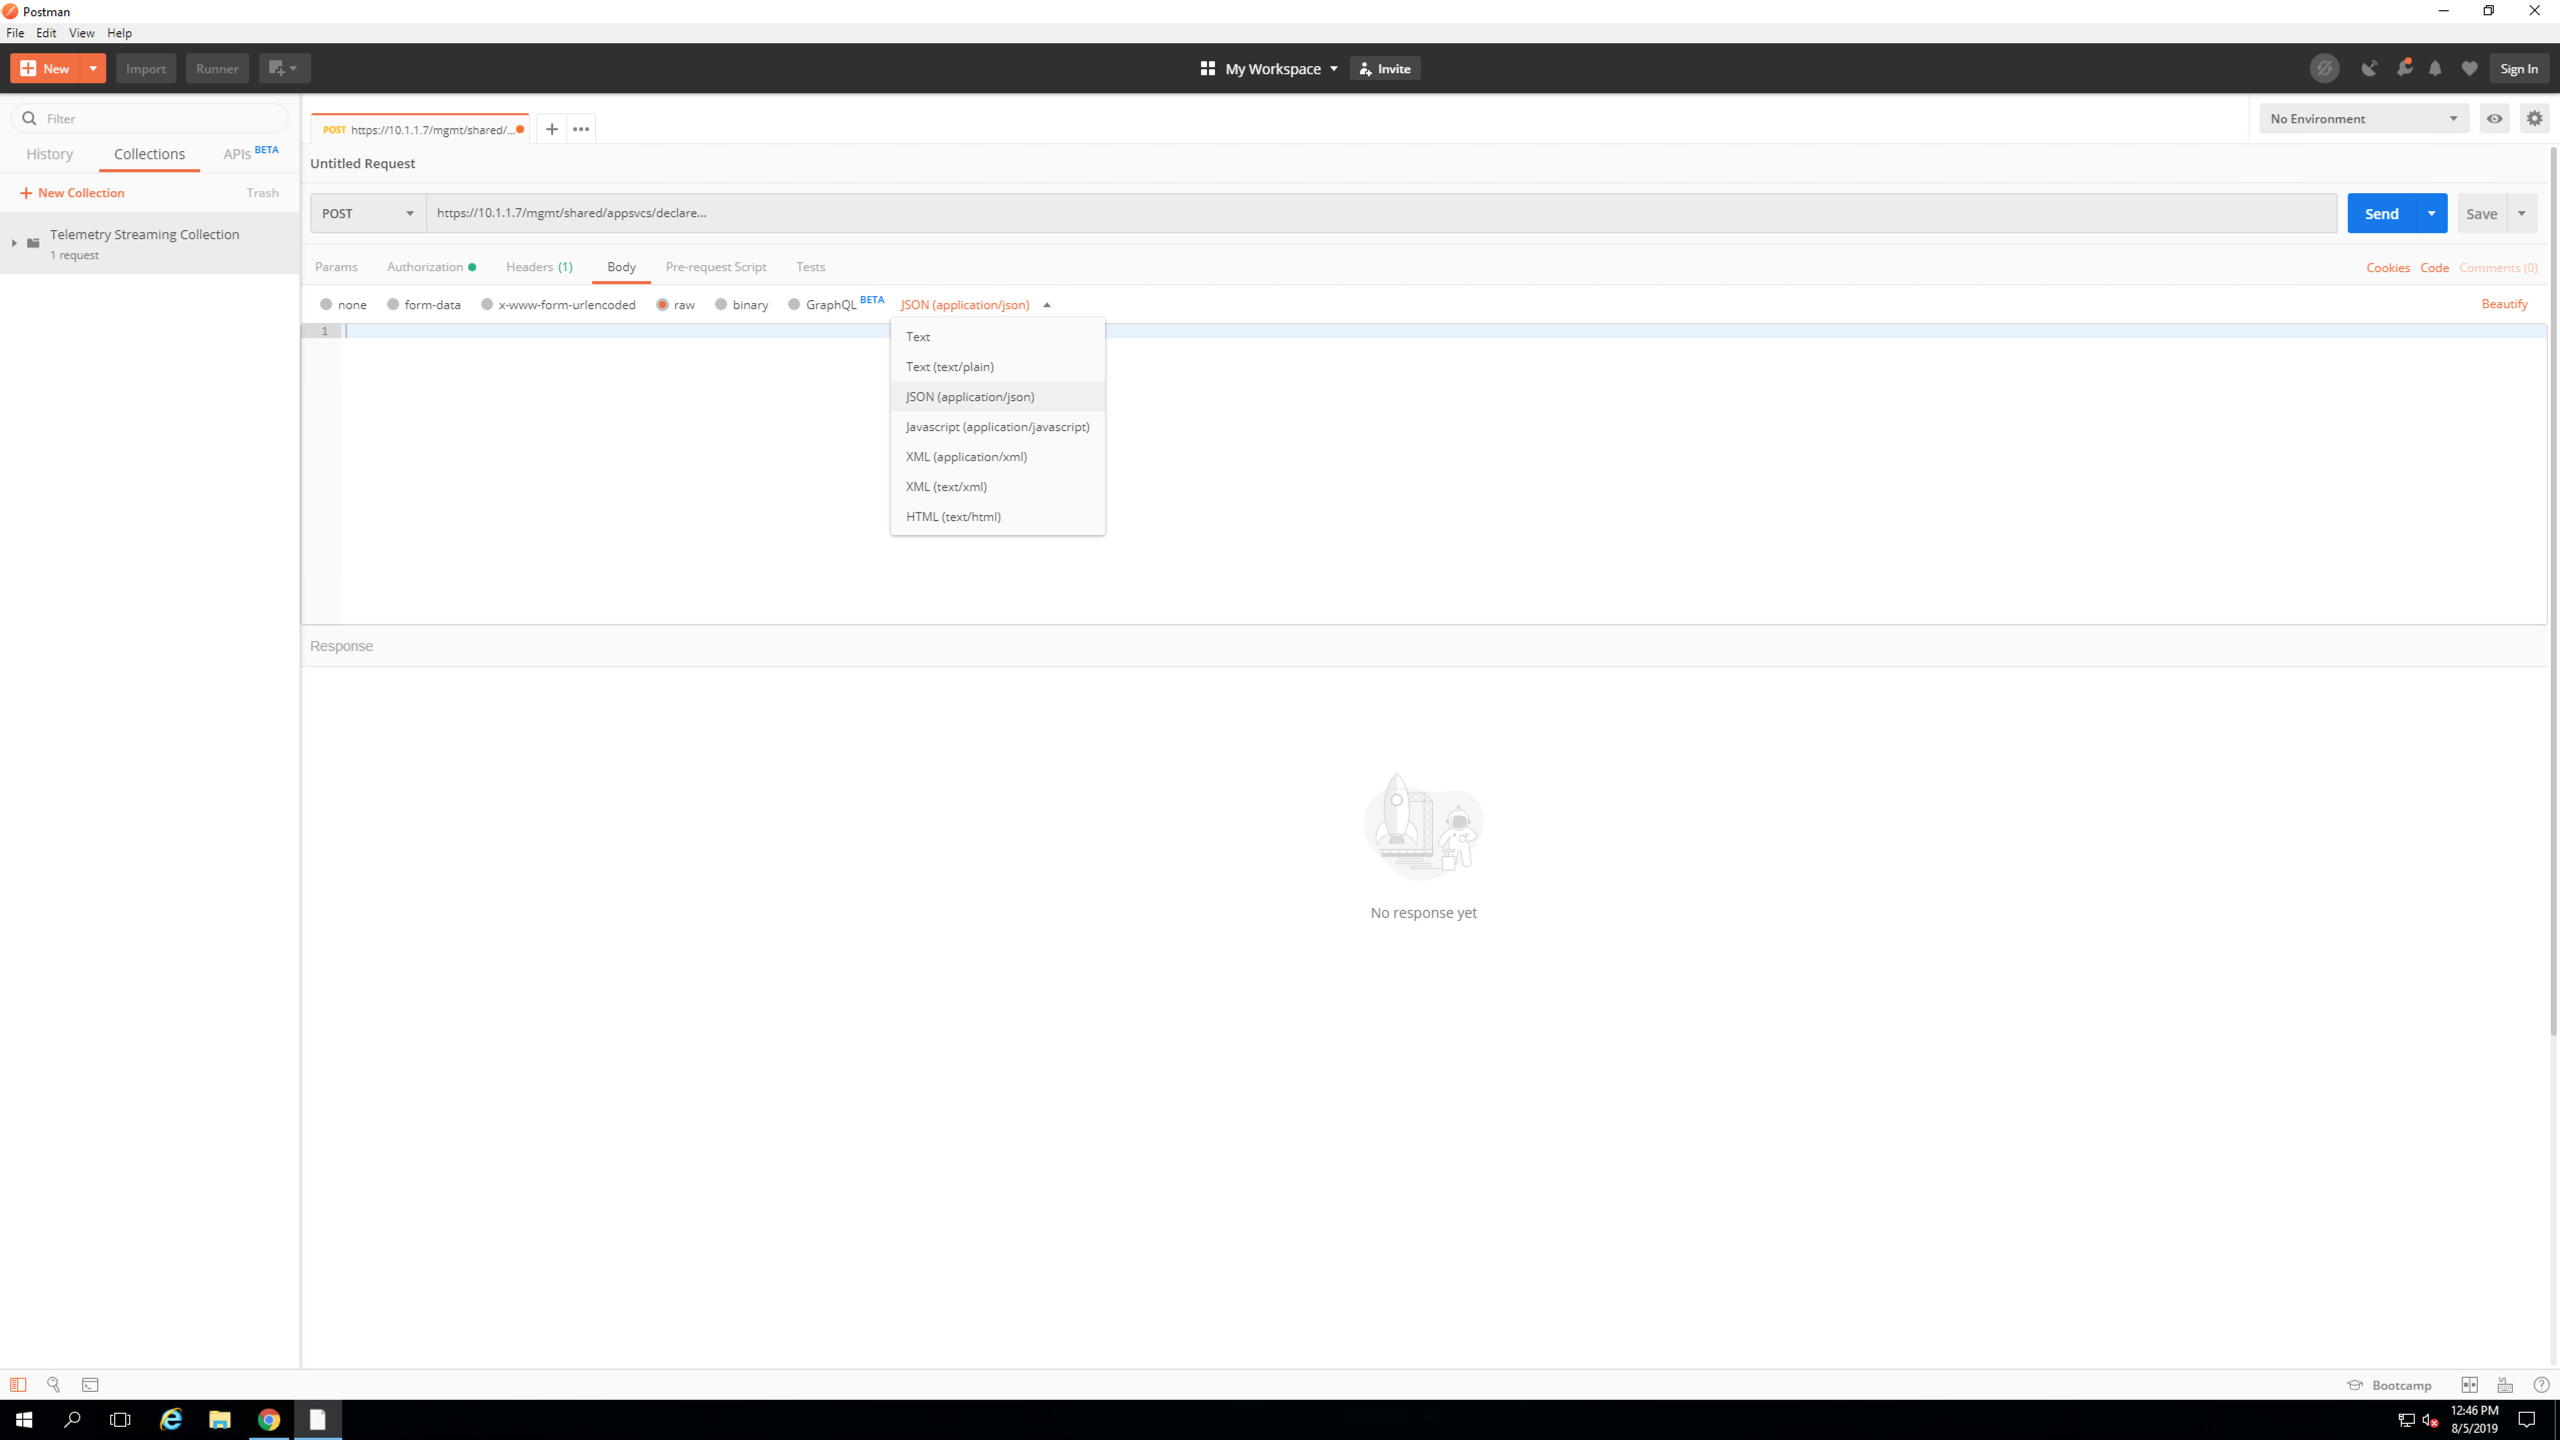 Postman
File Edit View Help
New Import Runner My Workspace Invite Sign In
Filter
History Collections APIs BETA
New Collection Trash
Telemetry Streaming Collection
1 request
POST https://10.1.1.7/mgmt/shared/... No Environment
Untitled Request
POST https://10.1.1.7/mgmt/shared/appsvcs/declare... Send Save
Params Authorization Headers (1) Body Pre-request Script Tests Cookies Code Comments (0)
none form-data x-www-form-urlencoded raw binary GraphQL BETA JSON (application/json) Beautify
1
Text
Text (text/plain)
JSON (application/json)
Javascript (application/javascript)
XML (application/xml)
XML (text/xml)
HTML (text/html)
Response
No response yet
Bootcamp
12:46 PM
8/5/2019